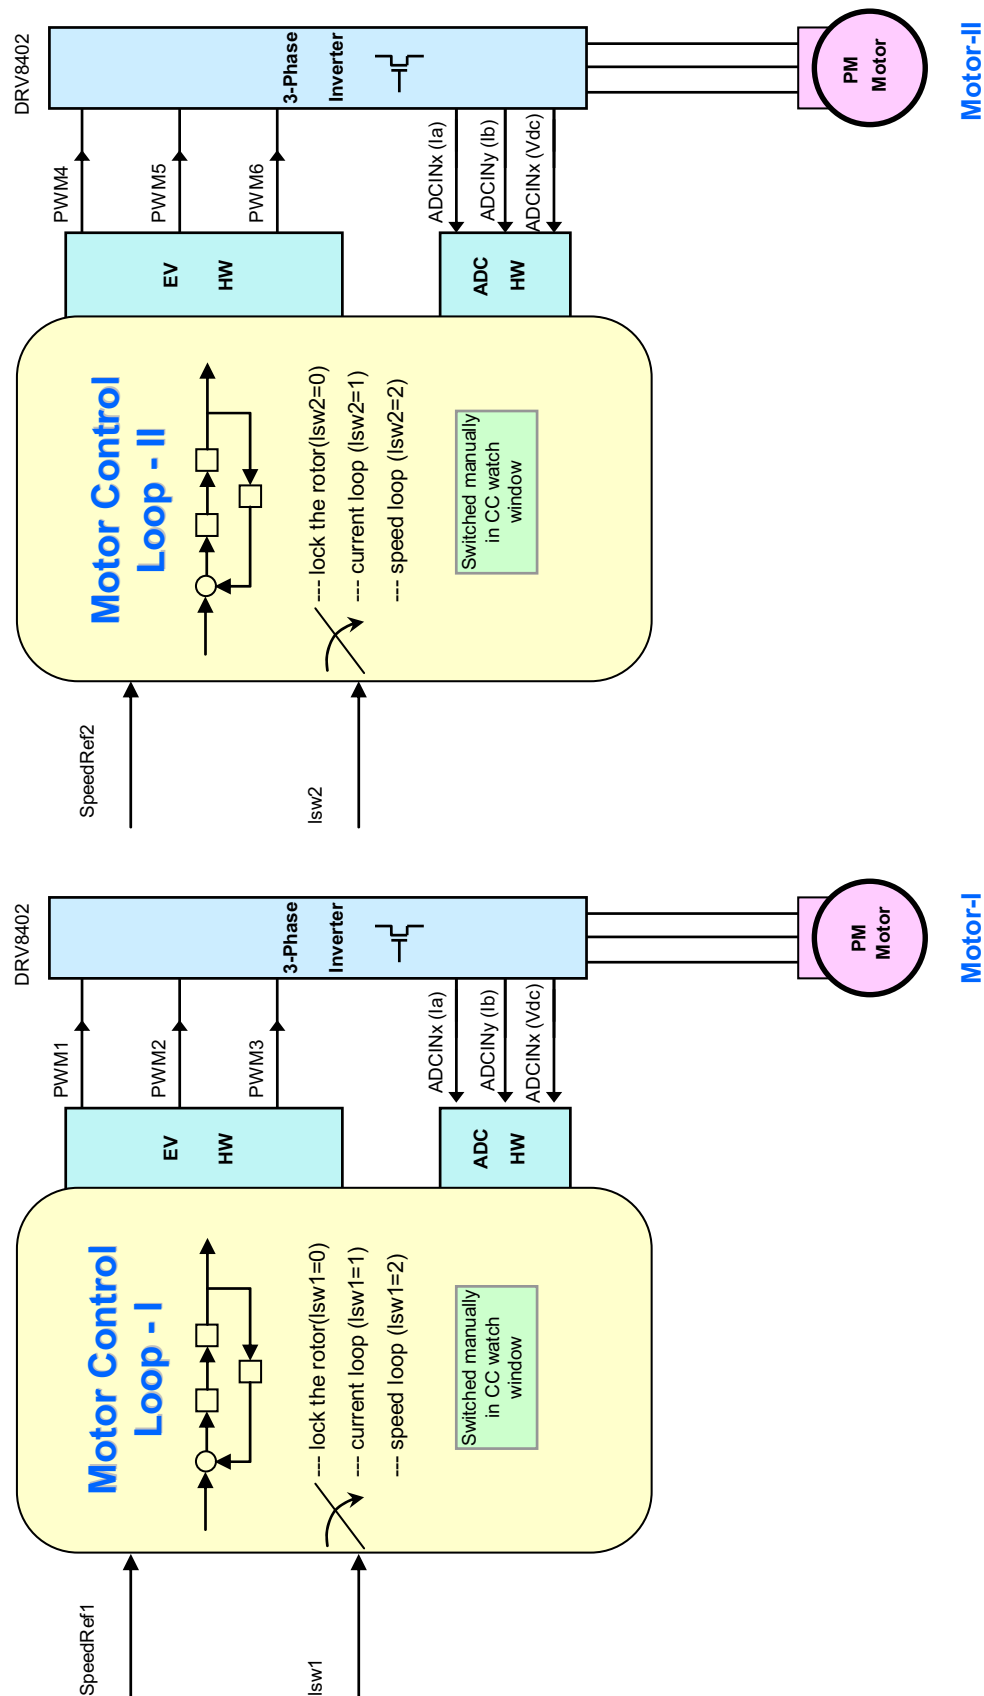 Motor Control
Loop - I
SpeedRef1
lsw1
--- lock the rotor(lsw1=0)
--- current loop (lsw1=1)
--- speed loop (lsw1=2)
Switched manually
in CC watch
window
EV
HW
ADC
HW
PWM1
PWM2
PWM3
ADCINx (Ia)
ADCINy (Ib)
ADCINx (Vdc)
DRV8402
3-Phase
Inverter
PM
Motor
Motor-I
Motor Control
Loop - II
SpeedRef2
lsw2
--- lock the rotor(lsw2=0)
--- current loop (lsw2=1)
--- speed loop (lsw2=2)
Switched manually
in CC watch
window
EV
HW
ADC
HW
PWM4
PWM5
PWM6
ADCINx (Ia)
ADCINy (Ib)
ADCINx (Vdc)
DRV8402
3-Phase
Inverter
PM
Motor
Motor-II